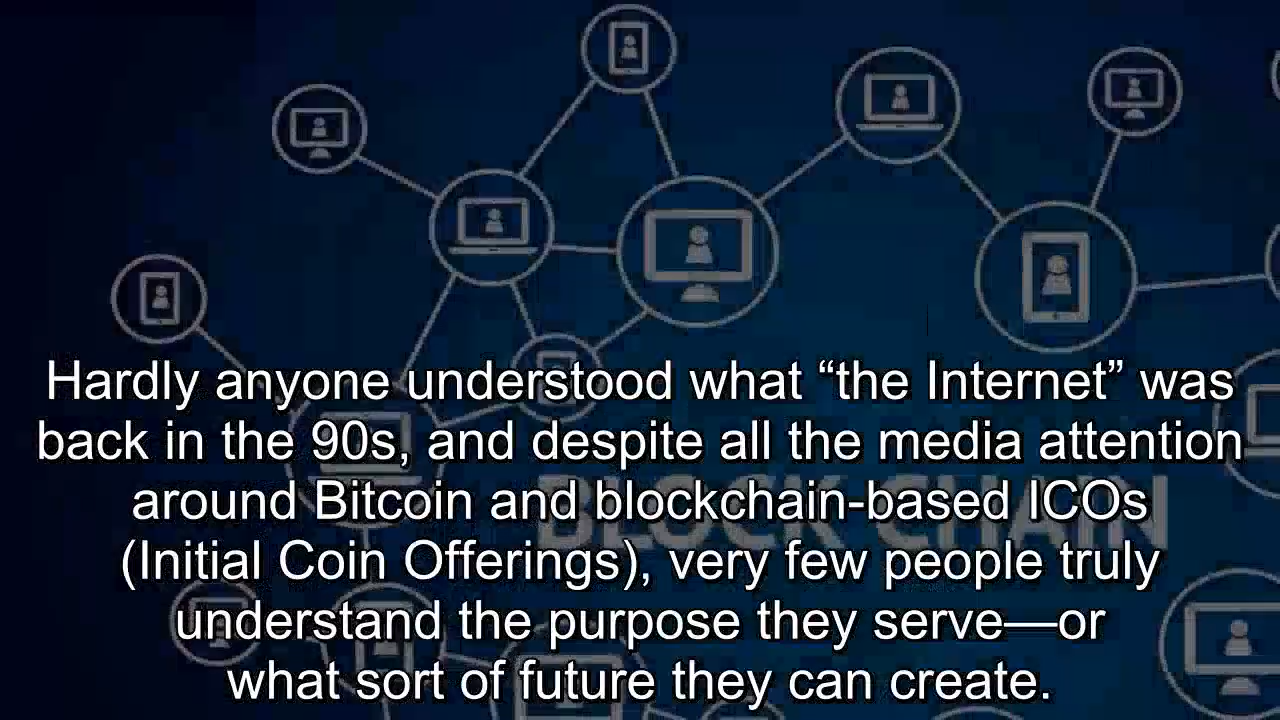 Hardly anyone understood what “the Internet” was
back in the 90s, and despite all the media attention
around Bitcoin and blockchain-based ICOs
(Initial Coin Offerings), very few people truly
understand the purpose they serve—or
what sort of future they can create.
BLOCK CHAIN